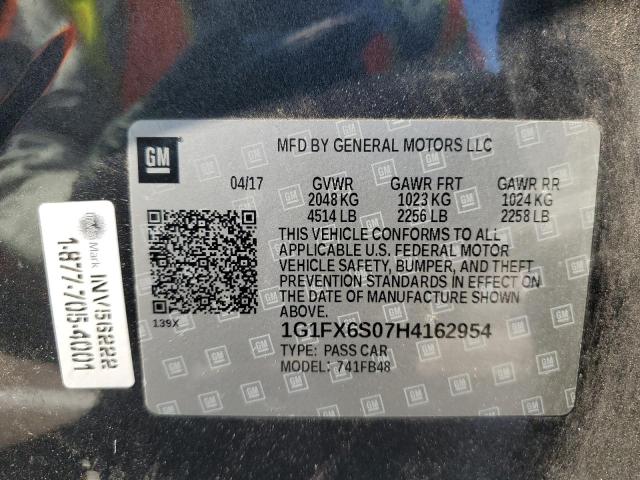 GM
MFD BY GENERAL MOTORS LLC
04/17 GVWR GAWR FRT GAWR RR
2048 KG 1023 KG 1024 KG
4514 LB 2256 LB 2258 LB
THIS VEHICLE CONFORMS TO ALL
APPLICABLE U.S. FEDERAL MOTOR
VEHICLE SAFETY, BUMPER, AND THEFT
PREVENTION STANDARDS IN EFFECT ON
THE DATE OF MANUFACTURE SHOWN
ABOVE.
139X
1G1FX6S07H4162954
TYPE: PASS CAR
MODEL: 741FB48
Mark INV56222
1-877-705-4001